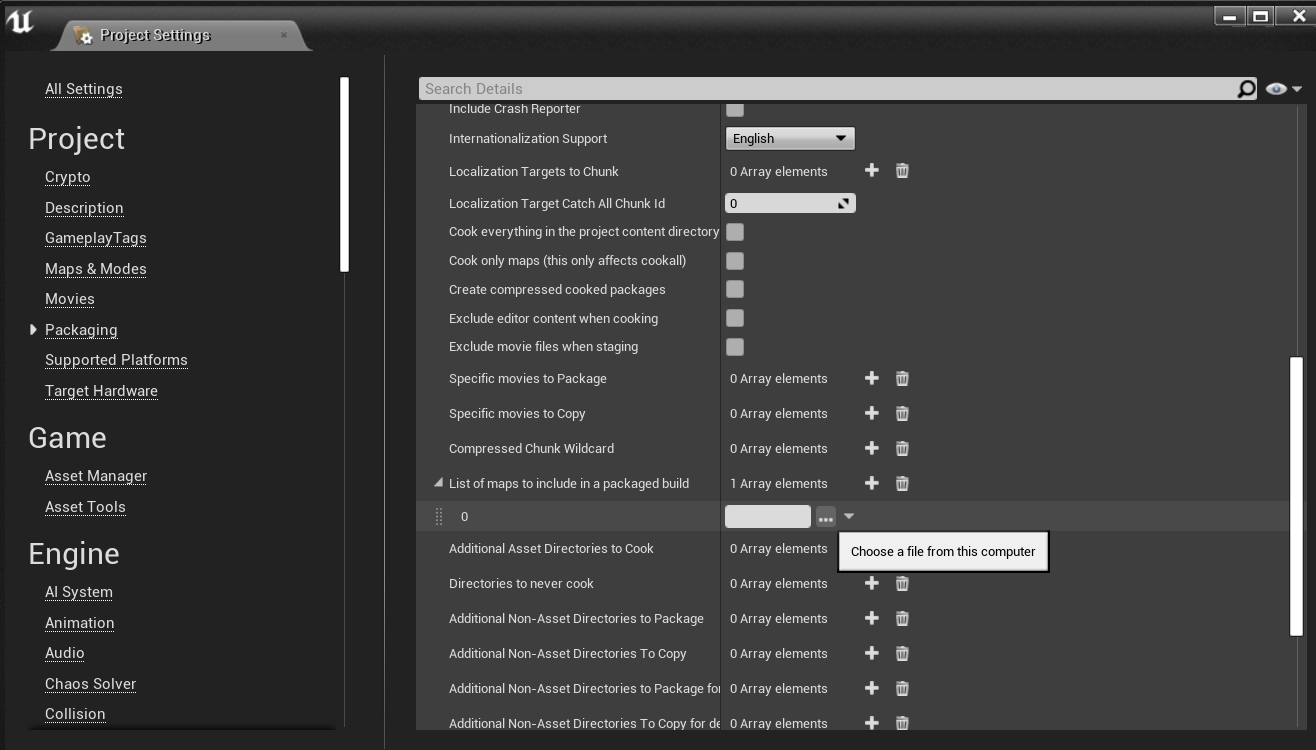 Project Settings
All Settings
Project
Crypto
Description
GameplayTags
Maps & Modes
Movies
Packaging
Supported Platforms
Target Hardware
Game
Asset Manager
Asset Tools
Engine
AI System
Animation
Audio
Chaos Solver
Collision
Search Details
Include Crash Reporter
Internationalization Support English
Localization Targets to Chunk 0 Array elements
Localization Target Catch All Chunk Id 0
Cook everything in the project content directory
Cook only maps (this only affects cookall)
Create compressed cooked packages
Exclude editor content when cooking
Exclude movie files when staging
Specific movies to Package 0 Array elements
Specific movies to Copy 0 Array elements
Compressed Chunk Wildcard 0 Array elements
List of maps to include in a packaged build 1 Array elements
0 ...
Additional Asset Directories to Cook 0 Array elements
Choose a file from this computer
Directories to never cook 0 Array elements
Additional Non-Asset Directories to Package 0 Array elements
Additional Non-Asset Directories To Copy 0 Array elements
Additional Non-Asset Directories to Package fo 0 Array elements
Additional Non-Asset Directories To Copy for de 0 Array elements